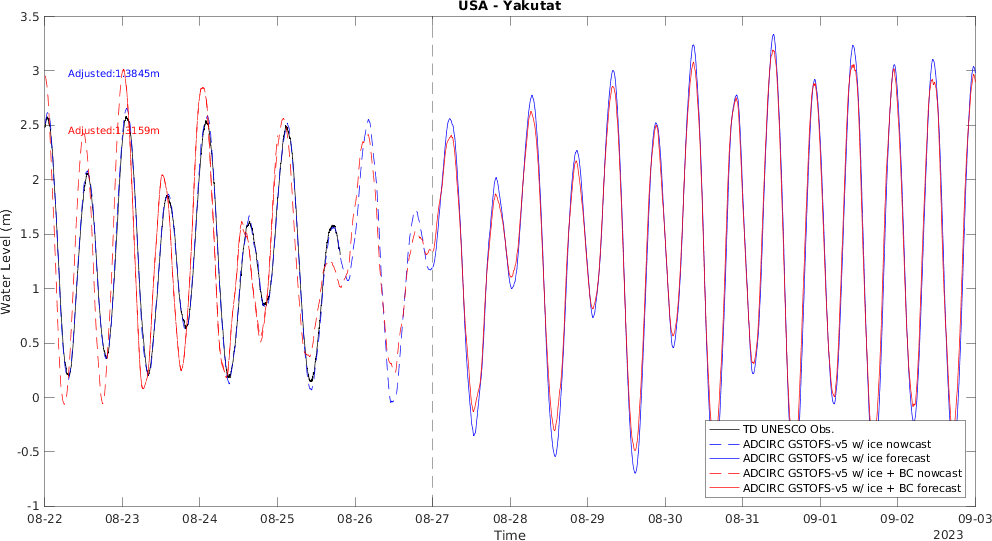 USA - Yakutat
3.5
3
2.5
2
1.5
1
0.5
0
-0.5
-1
Water Level (m)
Adjusted:1.3845m
Adjusted:1.3159m
TD UNESCO Obs.
ADCIRC GSTOFS-v5 w/ ice nowcast
ADCIRC GSTOFS-v5 w/ ice forecast
ADCIRC GSTOFS-v5 w/ ice + BC nowcast
ADCIRC GSTOFS-v5 w/ ice + BC forecast
08-22 08-23 08-24 08-25 08-26 08-27 08-28 08-29 08-30 08-31 09-01 09-02 09-03
Time
2023